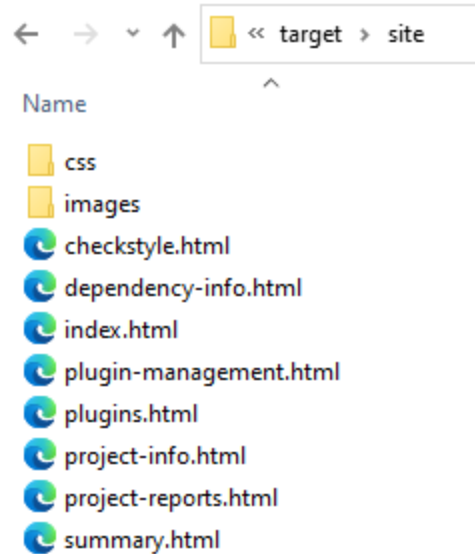 « target › site
Name
css
images
checkstyle.html
dependency-info.html
index.html
plugin-management.html
plugins.html
project-info.html
project-reports.html
summary.html